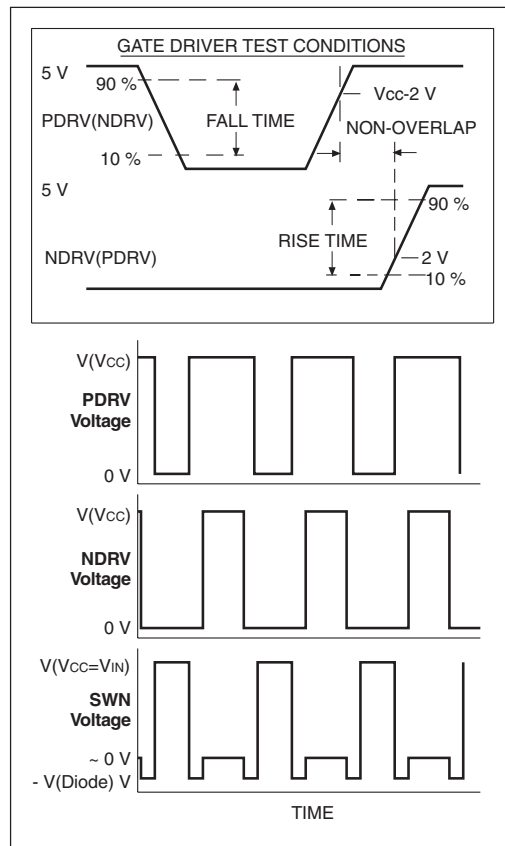 GATE DRIVER TEST CONDITIONS
5 V
90 %
Vcc-2 V
PDRV(NDRV)
FALL TIME
NON-OVERLAP
10 %
5 V
90 %
RISE TIME
NDRV(PDRV)
2 V
10 %
V(VCC)
PDRV
Voltage
0 V
V(VCC)
NDRV
Voltage
0 V
V(VCC=VIN)
SWN
Voltage
~ 0 V
- V(Diode) V
TIME